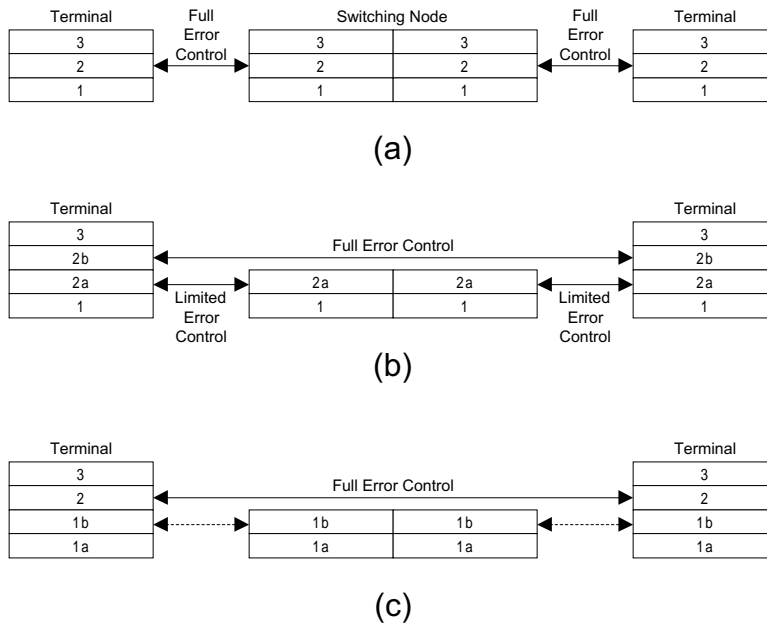 Terminal
Full
Error
Control
Switching Node
Full
Error
Control
Terminal
3
3
3
3
2
2
2
2
1
1
1
1
(a)
Terminal
Terminal
3
3
2b
Full Error Control
2b
2a
2a
2a
2a
1
Limited
Error
Control
1
1
Limited
Error
Control
1
(b)
Terminal
Terminal
3
3
2
Full Error Control
2
1b
1b
1b
1b
1a
1a
1a
1a
(c)